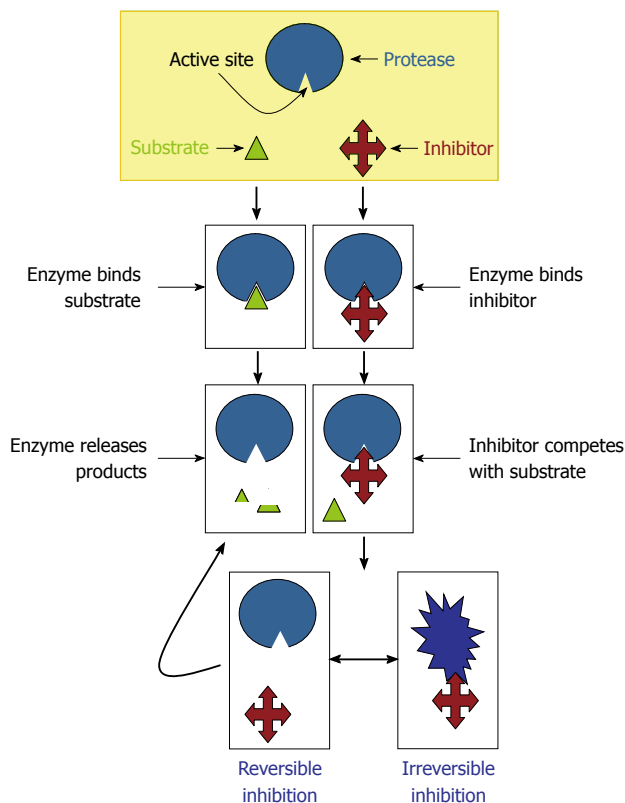 Active site
Protease
Substrate
Inhibitor
Enzyme binds
substrate
Enzyme binds
inhibitor
Enzyme releases
products
Inhibitor competes
with substrate
Reversible
inhibition
Irreversible
inhibition